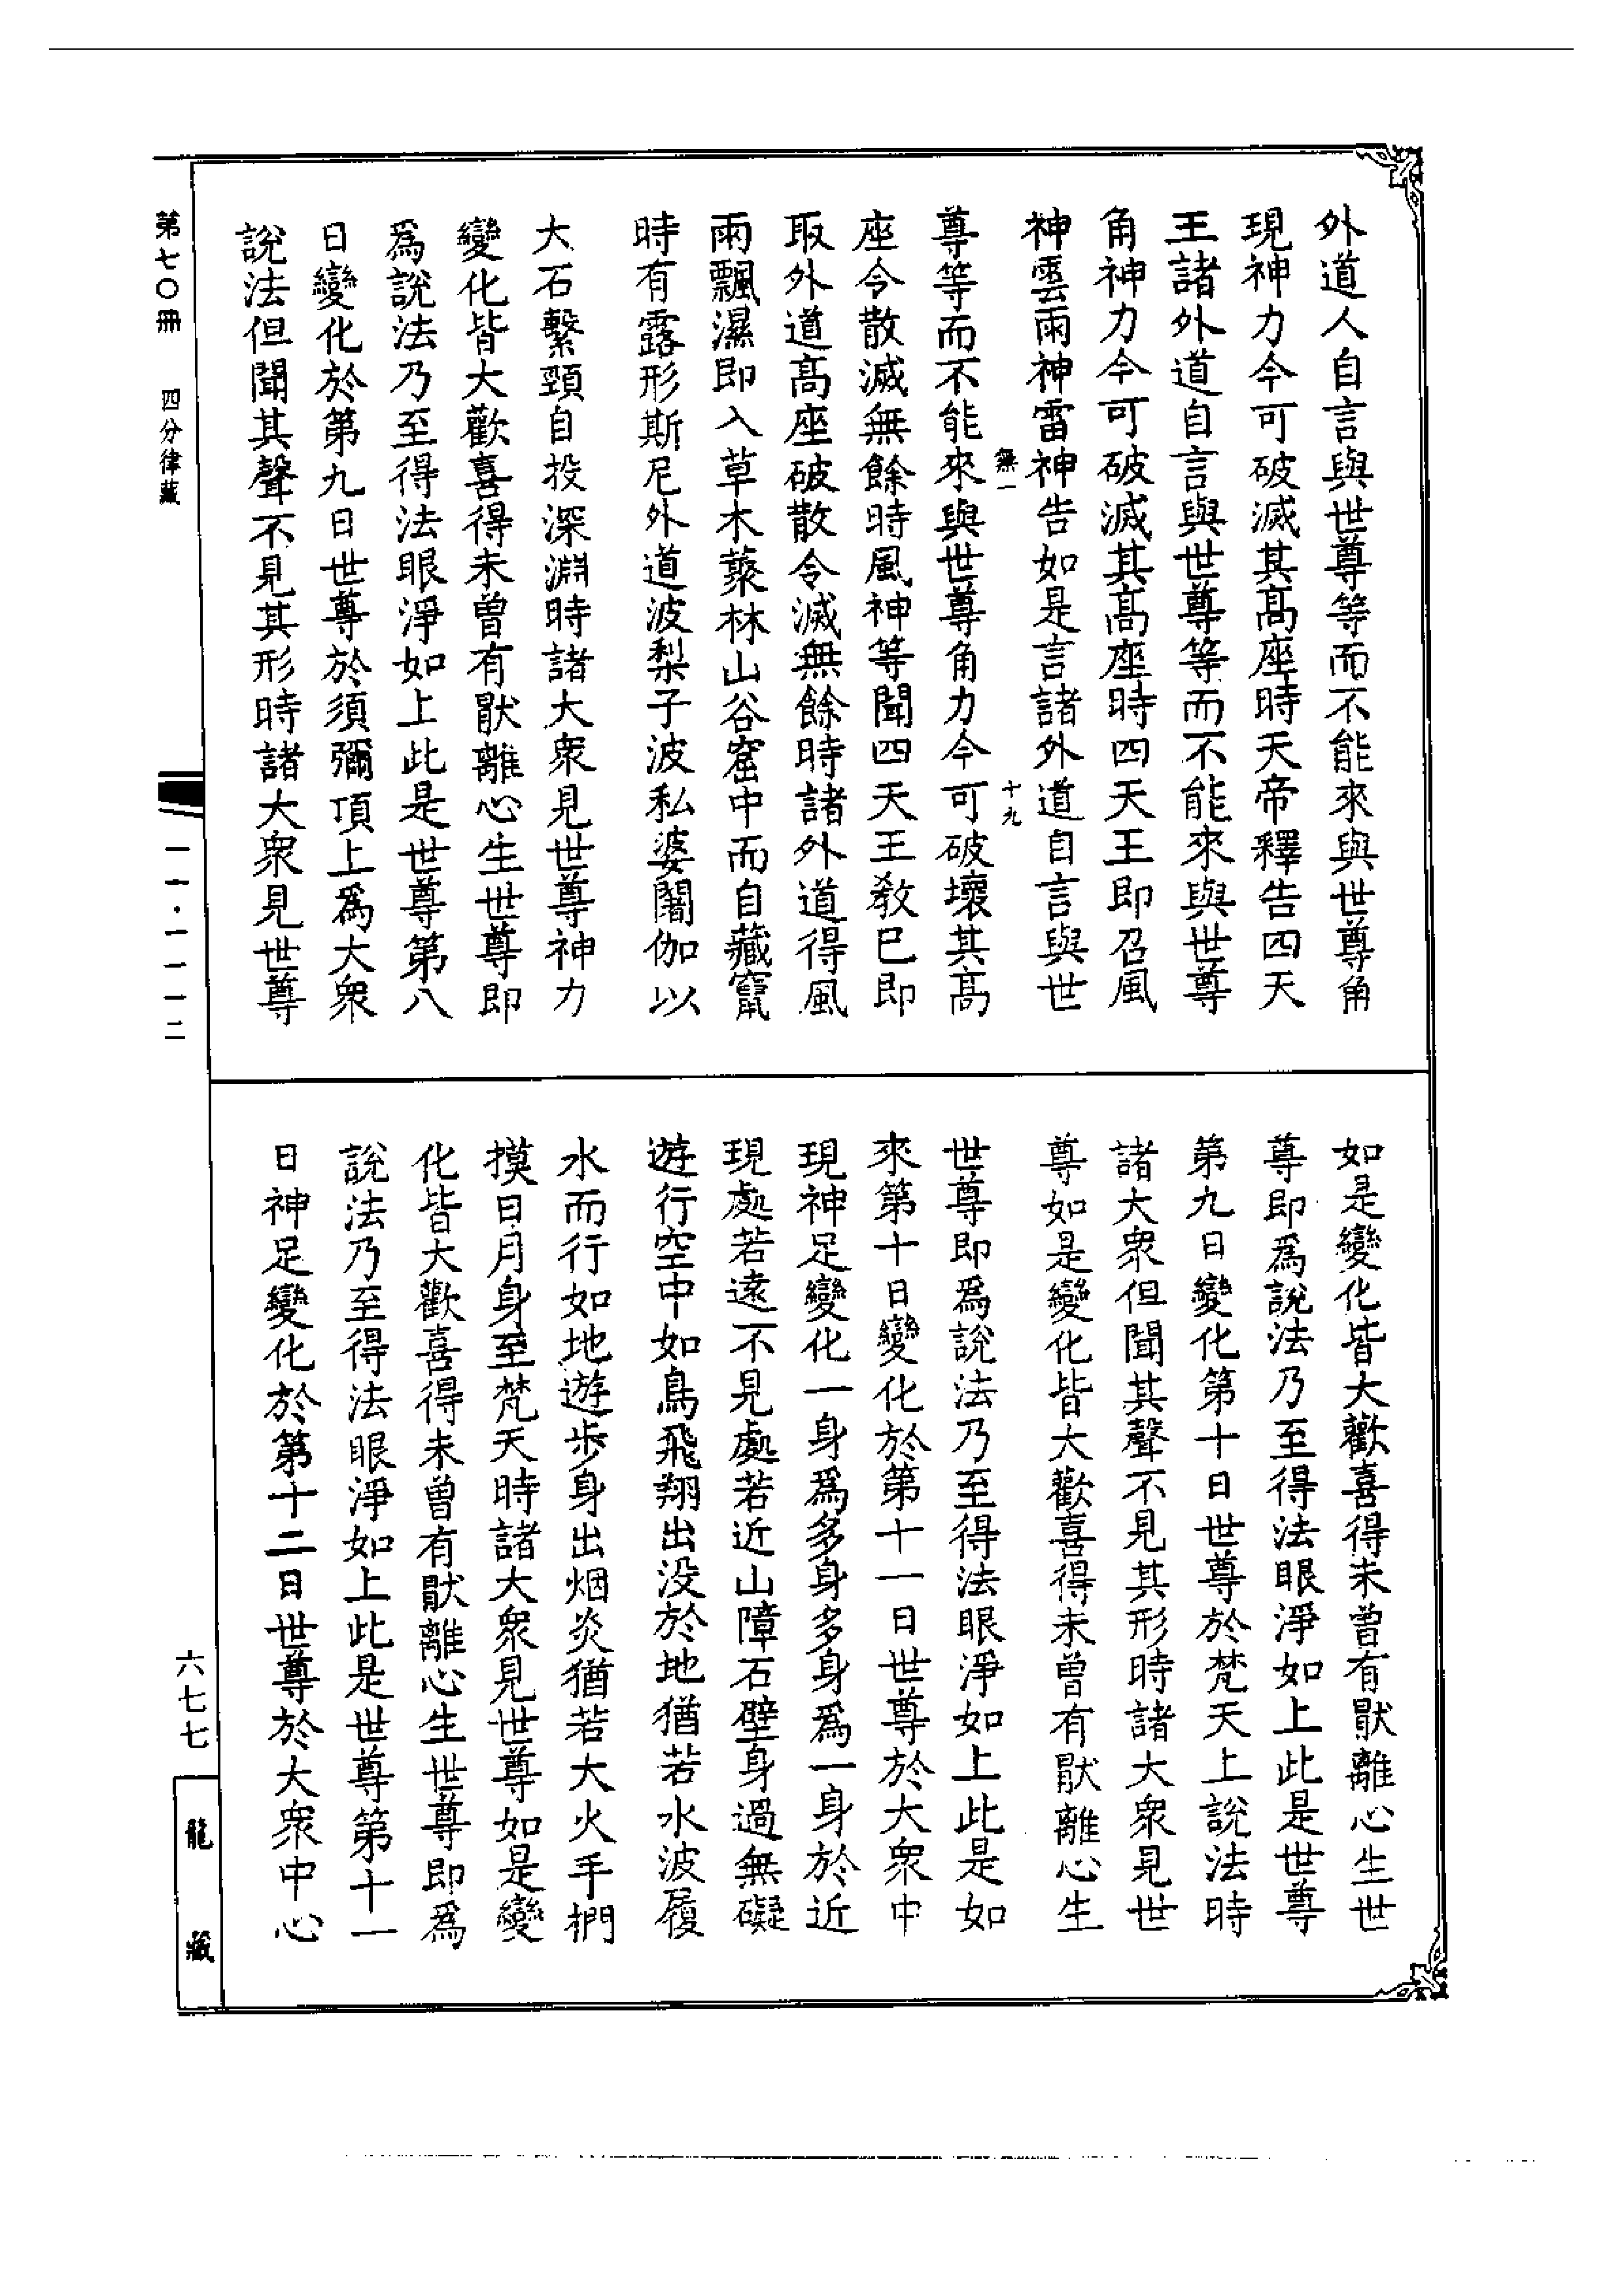 外道人自言與世尊等而不能來與世尊角
現神力今可破滅其髙座時天帝釋告四天
王諸外道自言與世尊等而不能來與世尊
角神力今可破滅其髙座時四天王即召風
神雲雨神雷神告如是言諸外道自言與世
無一
十九
尊等而不能來與世尊角力今可破壞其髙
座令散滅無餘時風神等聞四天王教已即
取外道髙座破散令滅無餘時諸外道得風
雨飄濕即入草木藂林山谷窟中而自藏竄
時有露形斯尼外道波梨子波私婆闍伽以
大石繫頸自投深淵時諸大衆見世尊神力
變化皆大歡喜得未曾有猒離心生世尊即
爲說法乃至得法眼淨如上此是世尊第八
日變化於第九日世尊於須彌頂上爲大衆
說法但聞其聲不見其形時諸大衆見世尊
如是變化皆大歡喜得未曾有猒離心生世
尊即爲說法乃至得法眼淨如上此是世尊
第九日變化第十日世尊於梵天上說法時
諸大衆但聞其聲不見其形時諸大衆見世
尊如是變化皆大歡喜得未曾有猒離心生
世尊即爲說法乃至得法眼淨如上此是如
來第十日變化於第十一日世尊於大衆中
現神足變化一身爲多身多身爲一身於近
現處若遠不見處若近山障石壁身過無礙
遊行空中如鳥飛翔出没於地猶若水波履
水而行如地遊步身出烟炎猶若大火手捫
摸日月身至梵天時諸大衆見世尊如是變
化皆大歡喜得未曾有猒離心生世尊即爲
說法乃至得法眼淨如上此是世尊第十一
日神足變化於第十二日世尊於大衆中心
第七〇冊 四分律藏
一一·一一一二
六七七
龍藏